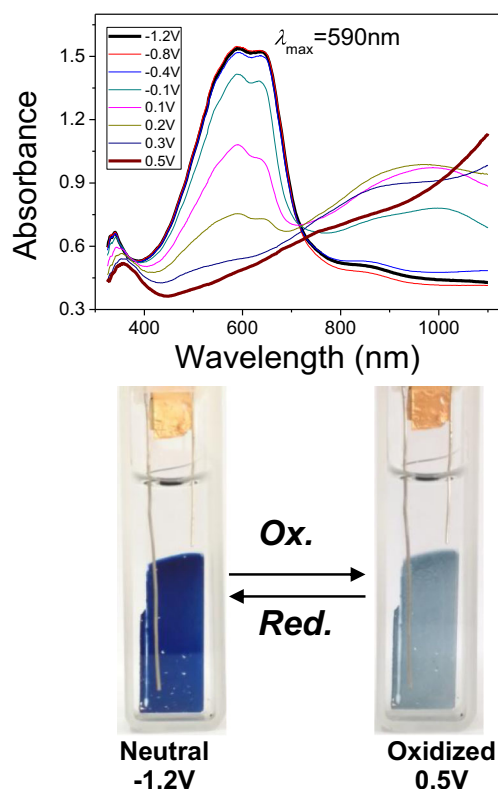 λmax=590nm
-1.2V
-0.8V
-0.4V
-0.1V
0.1V
0.2V
0.3V
0.5V
1.5
1.2
0.9
0.6
0.3
Absorbance
400 600 800 1000
Wavelength (nm)
Ox.
Red.
Neutral Oxidized
-1.2V 0.5V